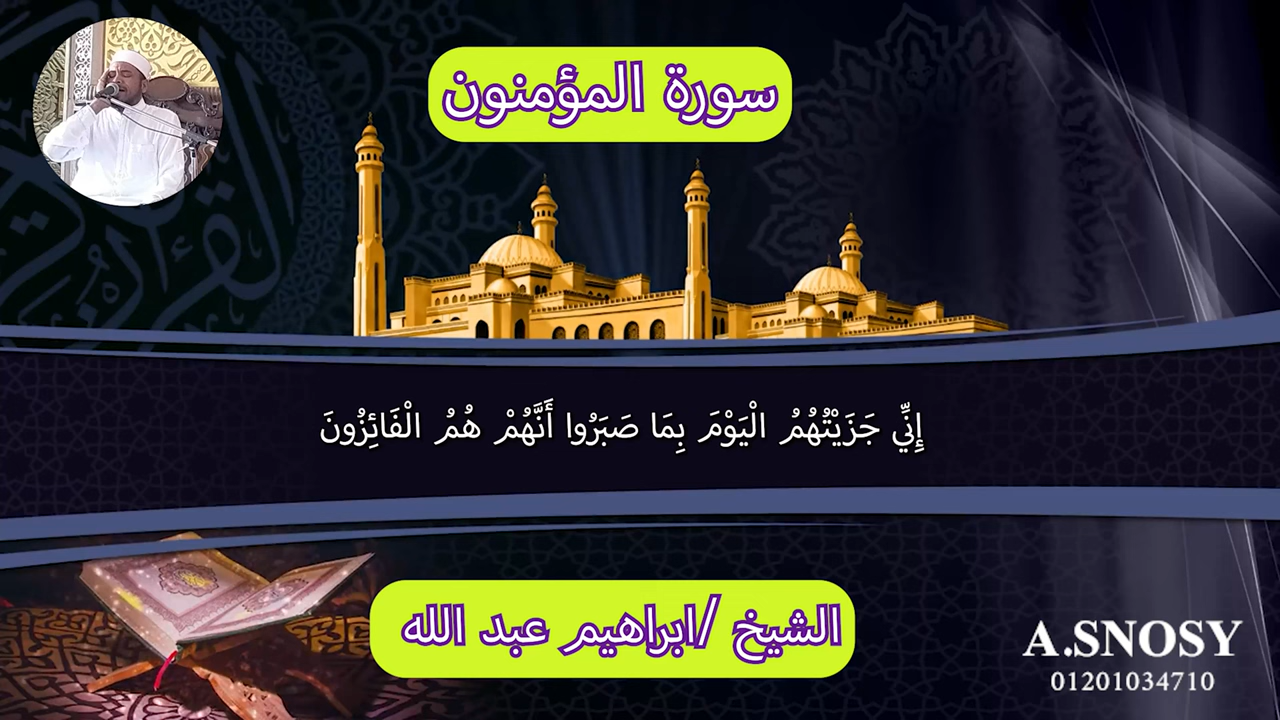 سورة المؤمنون
إِنِّي جَزَيْتُهُمُ الْيَوْمَ بِمَا صَبَرُوا أَنَّهُمْ هُمُ الْفَائِزُونَ
الشيخ /ابراهيم عبد الله
A.SNOSY
01201034710